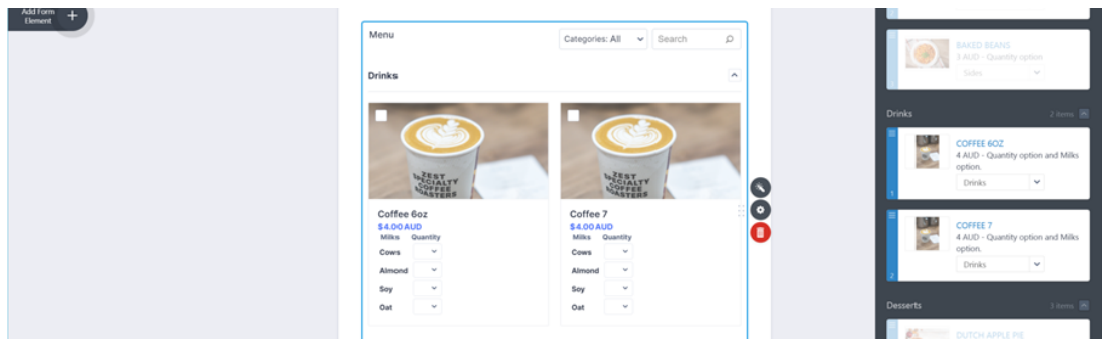 Add Form
Element
Menu
Categories: All
Search
Drinks
ZEST
SPECIALTY
COFFEE
ROASTERS
ZEST
SPECIALTY
COFFEE
ROASTERS
Coffee 6oz
$4.00 AUD
Milks Quantity
Cows
Almond
Soy
Oat
Coffee 7
$4.00 AUD
Milks Quantity
Cows
Almond
Soy
Oat
BAKED BEANS
3 AUD - Quantity option
Sides
Drinks
2 items
COFFEE 6OZ
4 AUD - Quantity option and Milks
option.
Drinks
1
COFFEE 7
4 AUD - Quantity option and Milks
option.
Drinks
2
Desserts
3 items
DUTCH APPLE PIE